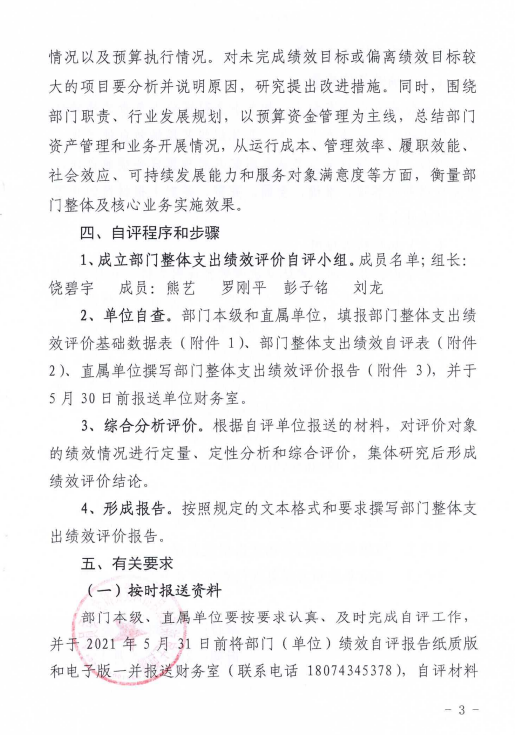 情况以及预算执行情况。对未完成绩效目标或偏离绩效目标较
大的项目要分析并说明原因，研究提出改进措施。同时，围绕
部门职责、行业发展规划，以预算资金管理为主线，总结部门
资产管理和业务开展情况，从运行成本、管理效率、履职效能、
社会效应、可持续发展能力和服务对象满意度等方面，衡量部
门整体及核心业务实施效果。
四、自评程序和步骤
1、成立部门整体支出绩效评价自评小组。成员名单；组长：
饶碧宇 成员：熊艺 罗刚平 彭子铭 刘龙
2、单位自查。部门本级和直属单位，填报部门整体支出绩
效评价基础数据表（附件 1）、部门整体支出绩效自评表（附件
2）、直属单位撰写部门整体支出绩效评价报告（附件 3），并于
5 月 30 日前报送单位财务室。
3、综合分析评价。根据自评单位报送的材料，对评价对象
的绩效情况进行定量、定性分析和综合评价，集体研究后形成
绩效评价结论。
4、形成报告。按照规定的文本格式和要求撰写部门整体支
出绩效评价报告。
五、有关要求
（一）按时报送资料
部门本级、直属单位要按要求认真、及时完成自评工作，
并于 2021 年 5 月 31 日前将部门（单位）绩效自评报告纸质版
和电子版一并报送财务室（联系电话 18074345378），自评材料
- 3 -